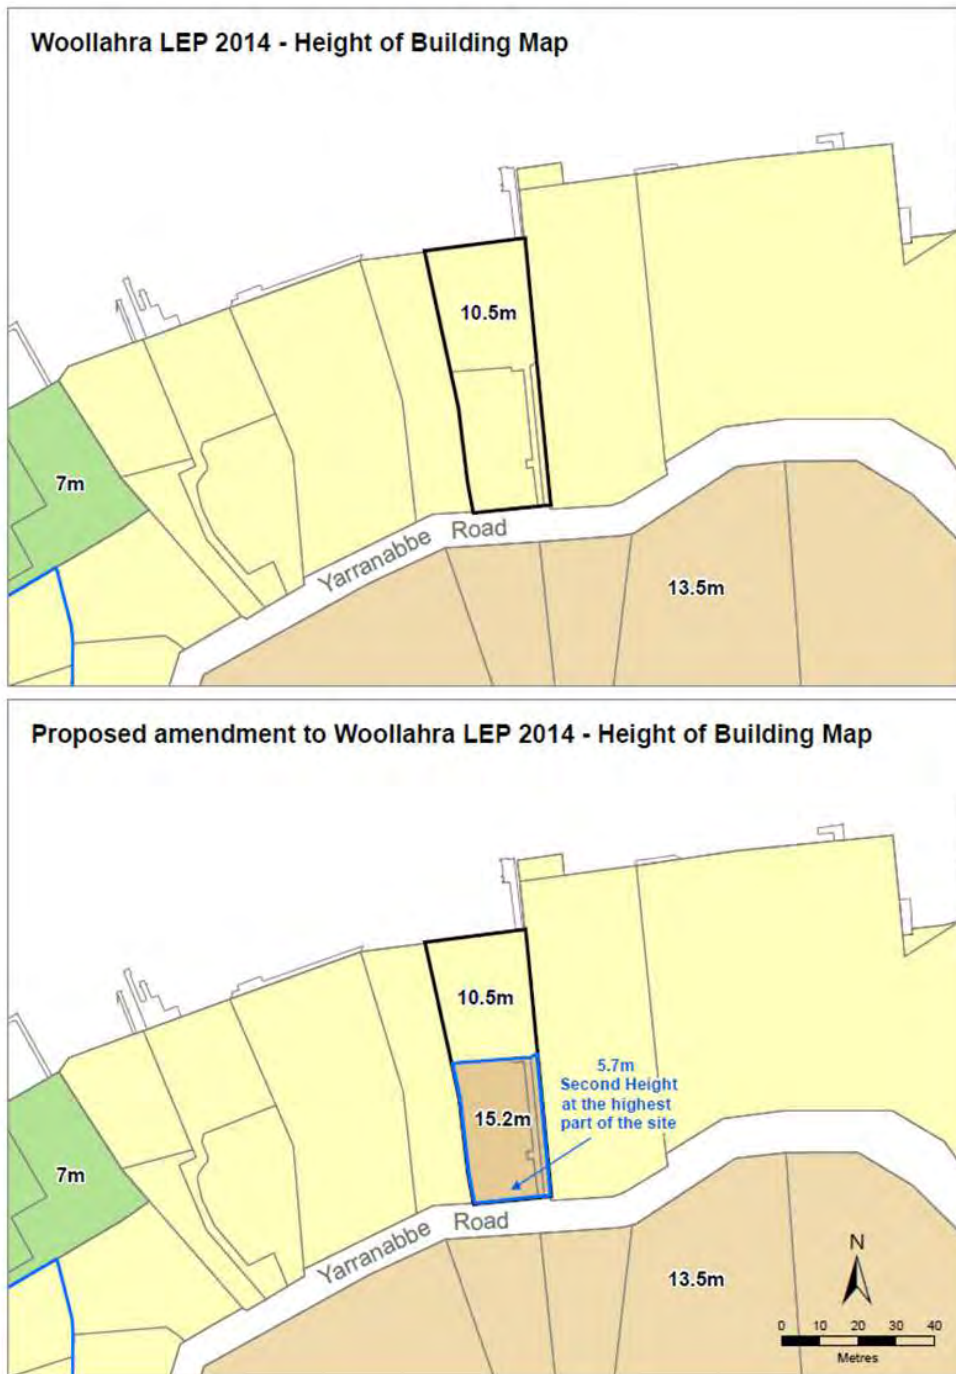 Woollahra LEP 2014 - Height of Building Map
10.5m
7m
Yarranabbe Road
13.5m
Proposed amendment to Woollahra LEP 2014 - Height of Building Map
10.5m
5.7m
Second Height
at the highest
part of the site
15.2m
7m
Yarranabbe Road
13.5m
N
0 10 20 30 40
Metres